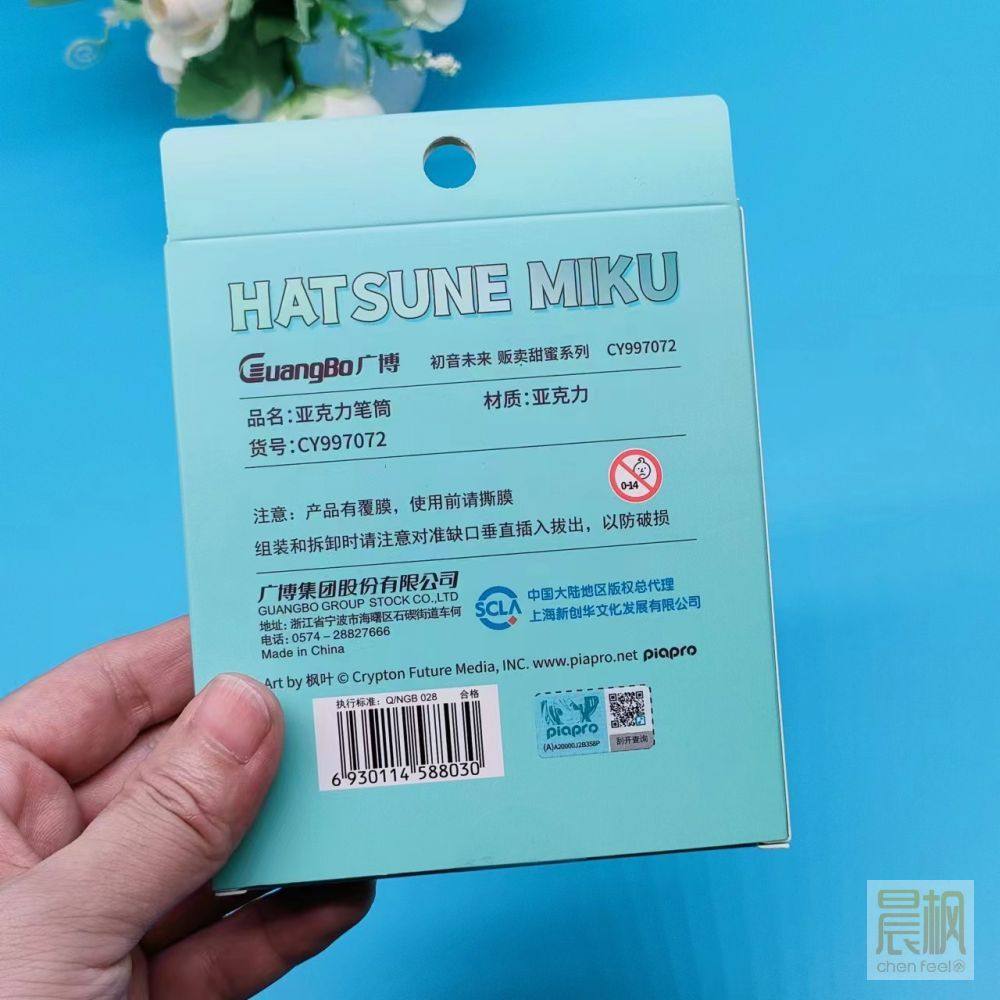 HATSUNE MIKU
GuangBo广博 初音未来 贩卖甜蜜系列 CY997072
品名:亚克力笔筒 材质:亚克力
货号:CY997072
0-14
注意：产品有覆膜，使用前请撕膜
组装和拆卸时请注意对准缺口垂直插入拔出，以防破损
广博集团股份有限公司
GUANGBO GROUP STOCK CO.,LTD
地址: 浙江省宁波市海曙区石碶街道车何
电话: 0574-28827666
Made in China
SCLA 中国大陆地区版权总代理
上海新创华文化发展有限公司
Art by 枫叶 © Crypton Future Media, INC. www.piapro.net piapro
执行标准：Q/NGB 028 合格
6 930114 588030
piapro
(A)A20000J2B358P
刮开查询
晨枫
chen feel